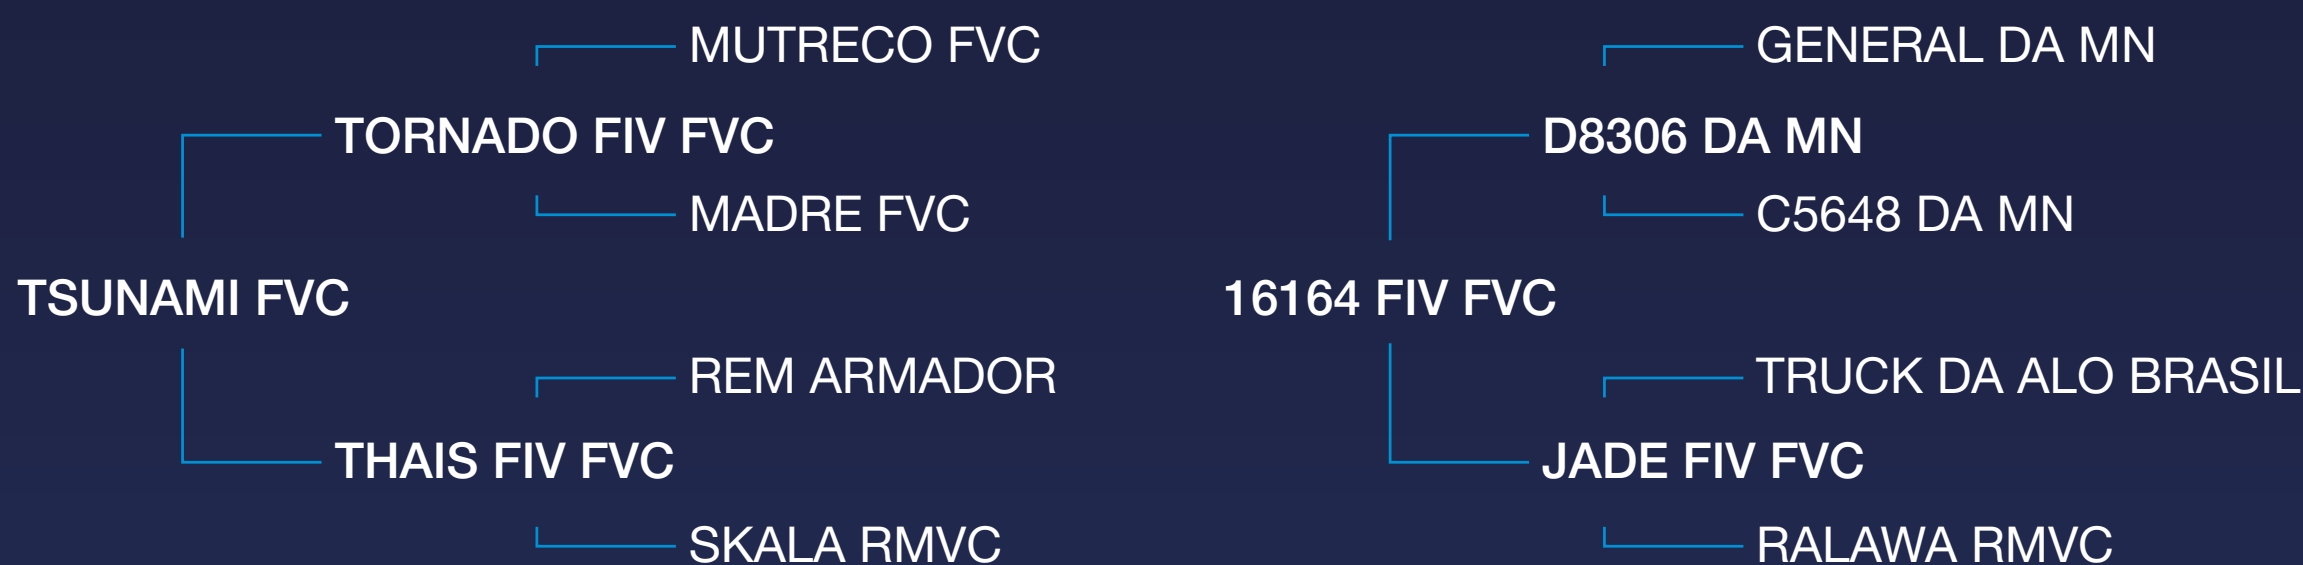 MUTRECO FVC
TORNADO FIV FVC
MADRE FVC
TSUNAMI FVC
REM ARMADOR
THAIS FIV FVC
SKALA RMVC
GENERAL DA MN
D8306 DA MN
C5648 DA MN
16164 FIV FVC
TRUCK DA ALO BRASIL
JADE FIV FVC
RALAWA RMVC